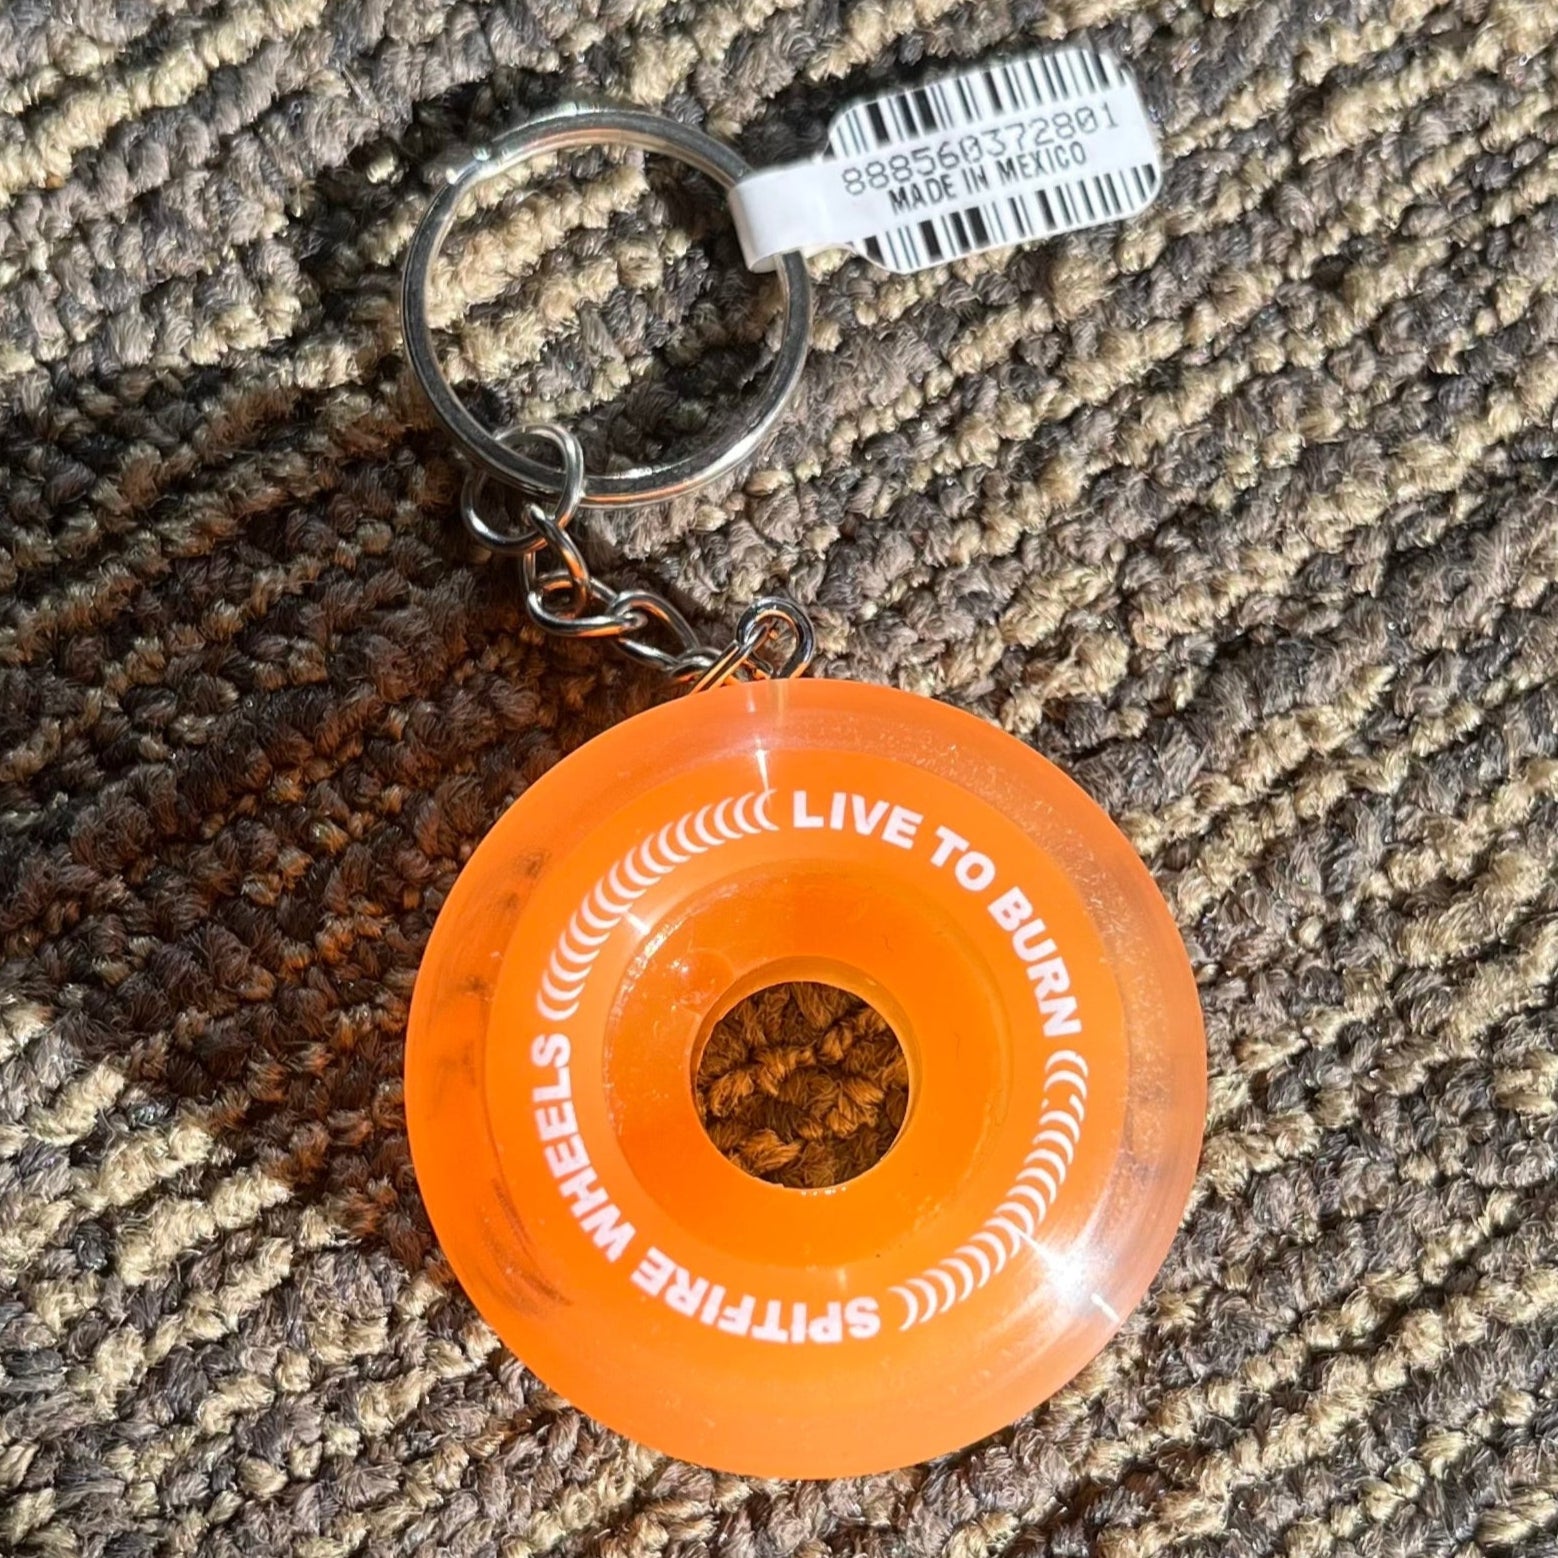 888560372801
MADE IN MEXICO
LIVE TO BURN
SPITFIRE WHEELS